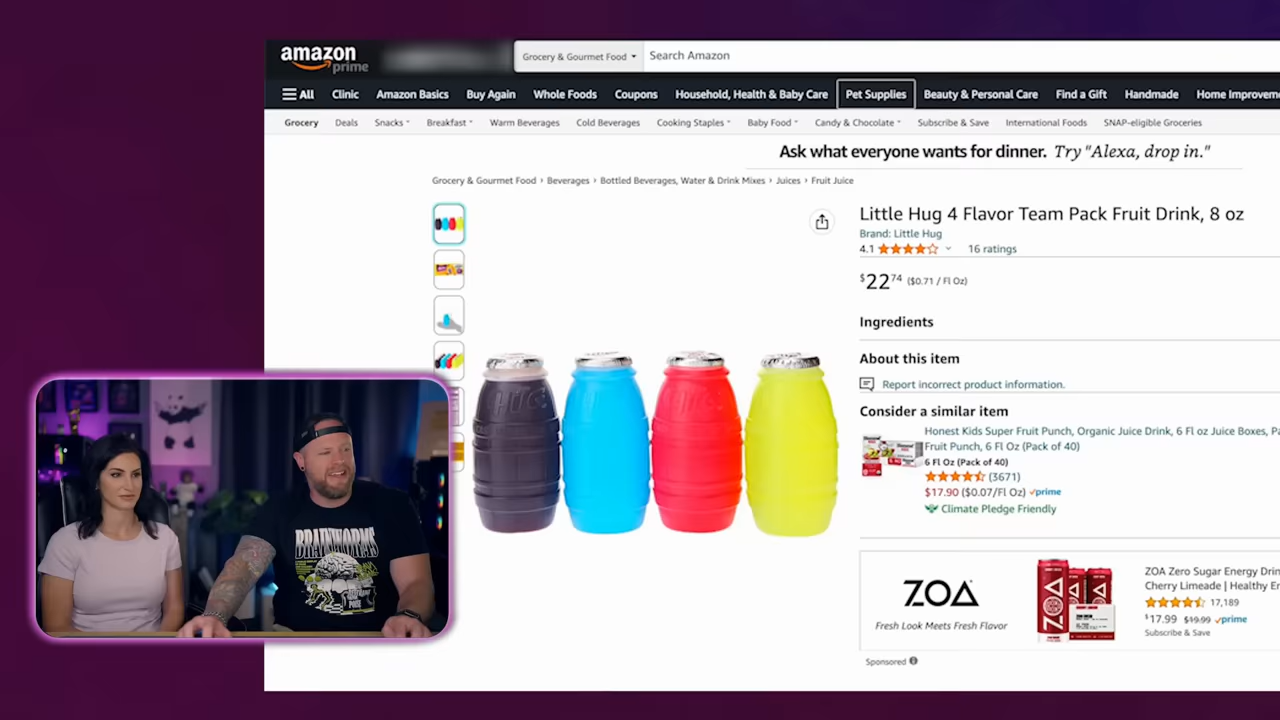 amazon
prime
Grocery & Gourmet Food
Search Amazon
All Clinic Amazon Basics Buy Again Whole Foods Coupons Household, Health & Baby Care Pet Supplies Beauty & Personal Care Find a Gift Handmade Home Improvem
Grocery Deals Snacks Breakfast Warm Beverages Cold Beverages Cooking Staples Baby Food Candy & Chocolate Subscribe & Save International Foods SNAP-eligible Groceries
Ask what everyone wants for dinner. Try "Alexa, drop in."
Grocery & Gourmet Food › Beverages › Bottled Beverages, Water & Drink Mixes › Juices › Fruit Juice
Little Hug 4 Flavor Team Pack Fruit Drink, 8 oz
Brand: Little Hug
4.1 16 ratings
$2274 ($0.71 / Fl Oz)
Ingredients
About this item
Report incorrect product information.
Consider a similar item
Honest Kids Super Fruit Punch, Organic Juice Drink, 6 Fl oz Juice Boxes, Pa
Fruit Punch, 6 Fl Oz (Pack of 40)
6 Fl Oz (Pack of 40)
(3671)
$17.90 ($0.07/Fl Oz) prime
Climate Pledge Friendly
ZOA
Fresh Look Meets Fresh Flavor
ZOA
ZOA Zero Sugar Energy Drin
Cherry Limeade | Healthy En
17,189
$17.99 $19.99 prime
Subscribe & Save
Sponsored
BRAINWORMS